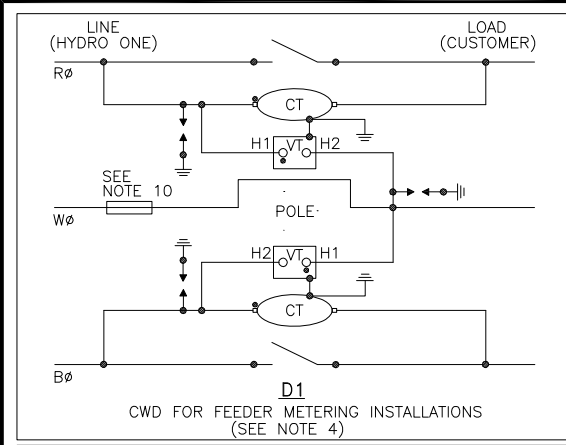 LINE
(HYDRO ONE)
LOAD
(CUSTOMER)
RØ
CT
H1 VT H2
SEE
NOTE 10
WØ
POLE
H2 VT H1
CT
BØ
D1
CWD FOR FEEDER METERING INSTALLATIONS
(SEE NOTE 4)